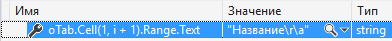 Имя Значение Тип
oTab.Cell(1, i + 1).Range.Text "Название\r\a" string